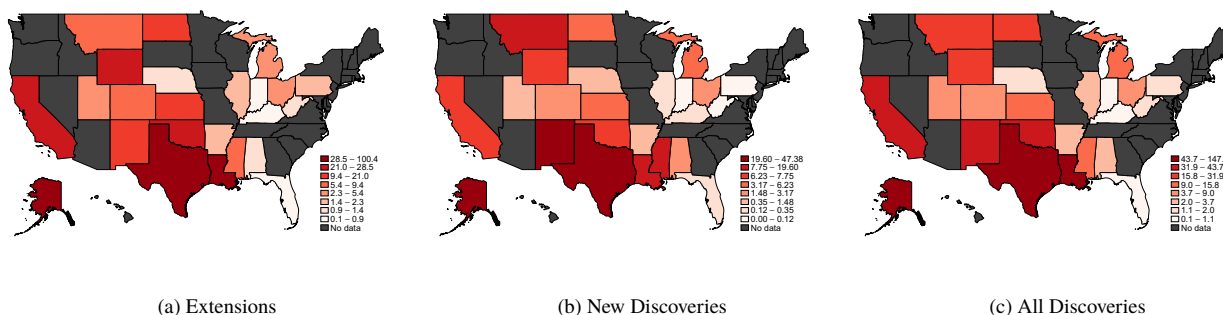 28.5 – 100.4
21.0 – 28.5
9.4 – 21.0
5.4 – 9.4
2.3 – 5.4
1.4 – 2.3
0.9 – 1.4
0.1 – 0.9
No data
19.60 – 47.38
7.75 – 19.60
6.23 – 7.75
3.17 – 6.23
1.48 – 3.17
0.35 – 1.48
0.12 – 0.35
0.00 – 0.12
No data
43.7 – 147.
31.9 – 43.7
15.8 – 31.9
9.0 – 15.8
3.7 – 9.0
2.0 – 3.7
1.1 – 2.0
0.1 – 1.1
No data
(a) Extensions
(b) New Discoveries
(c) All Discoveries